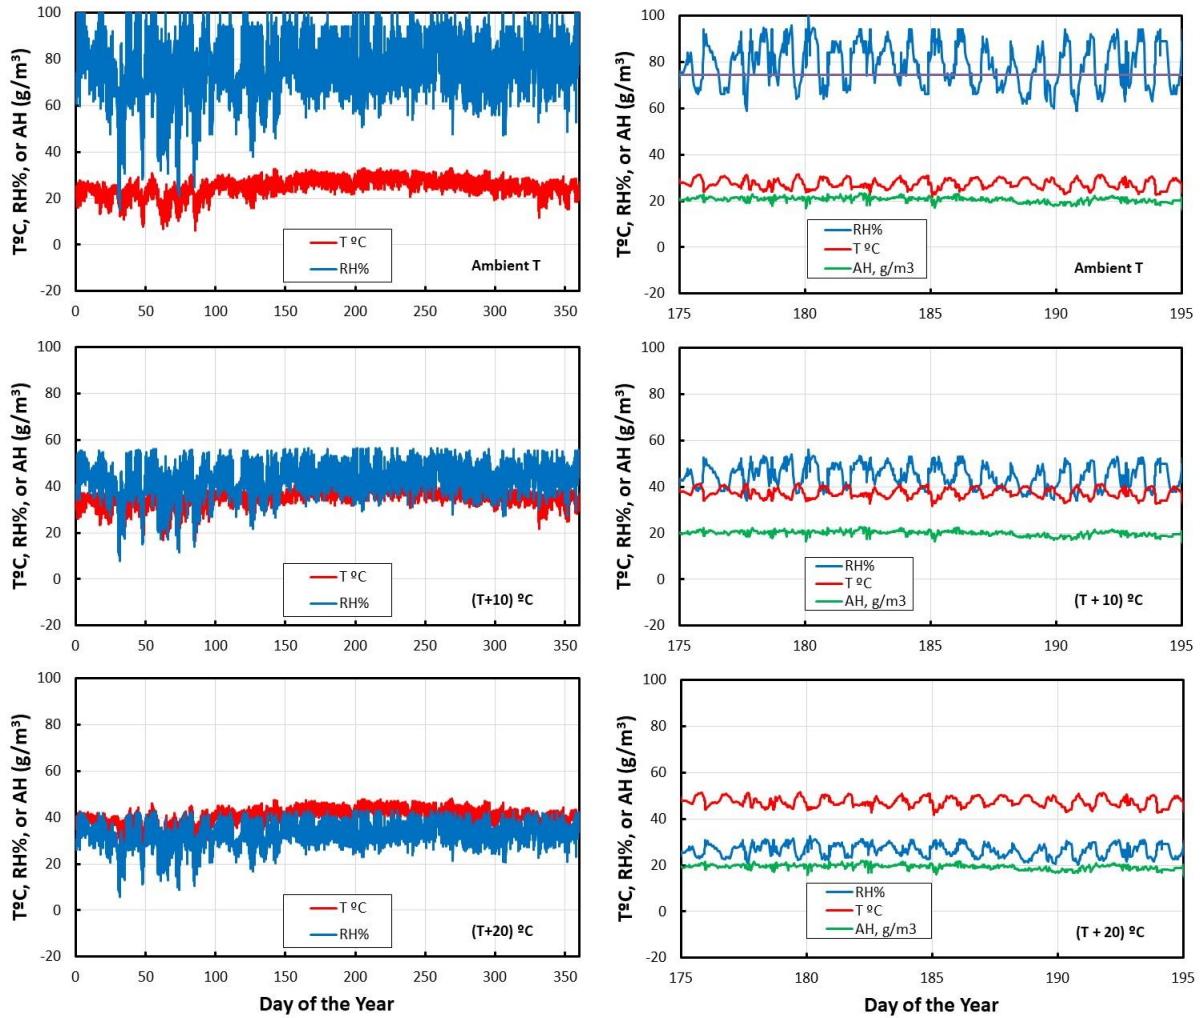 TºC, RH%, or AH (g/m³)
100
80
60
40
20
0
-20
T ºC
RH%
Ambient T
0 50 100 150 200 250 300 350
TºC, RH%, or AH (g/m³)
100
80
60
40
20
0
-20
RH%
T ºC
AH, g/m3
Ambient T
175 180 185 190 195
TºC, RH%, or AH (g/m³)
100
80
60
40
20
0
-20
T ºC
RH%
(T+10) ºC
0 50 100 150 200 250 300 350
TºC, RH%, or AH (g/m³)
100
80
60
40
20
0
-20
RH%
T ºC
AH, g/m3
(T + 10) ºC
175 180 185 190 195
TºC, RH%, or AH (g/m³)
100
80
60
40
20
0
-20
T ºC
RH%
(T+20) ºC
0 50 100 150 200 250 300 350
Day of the Year
TºC, RH%, or AH (g/m³)
100
80
60
40
20
0
-20
RH%
T ºC
AH, g/m3
(T + 20) ºC
175 180 185 190 195
Day of the Year